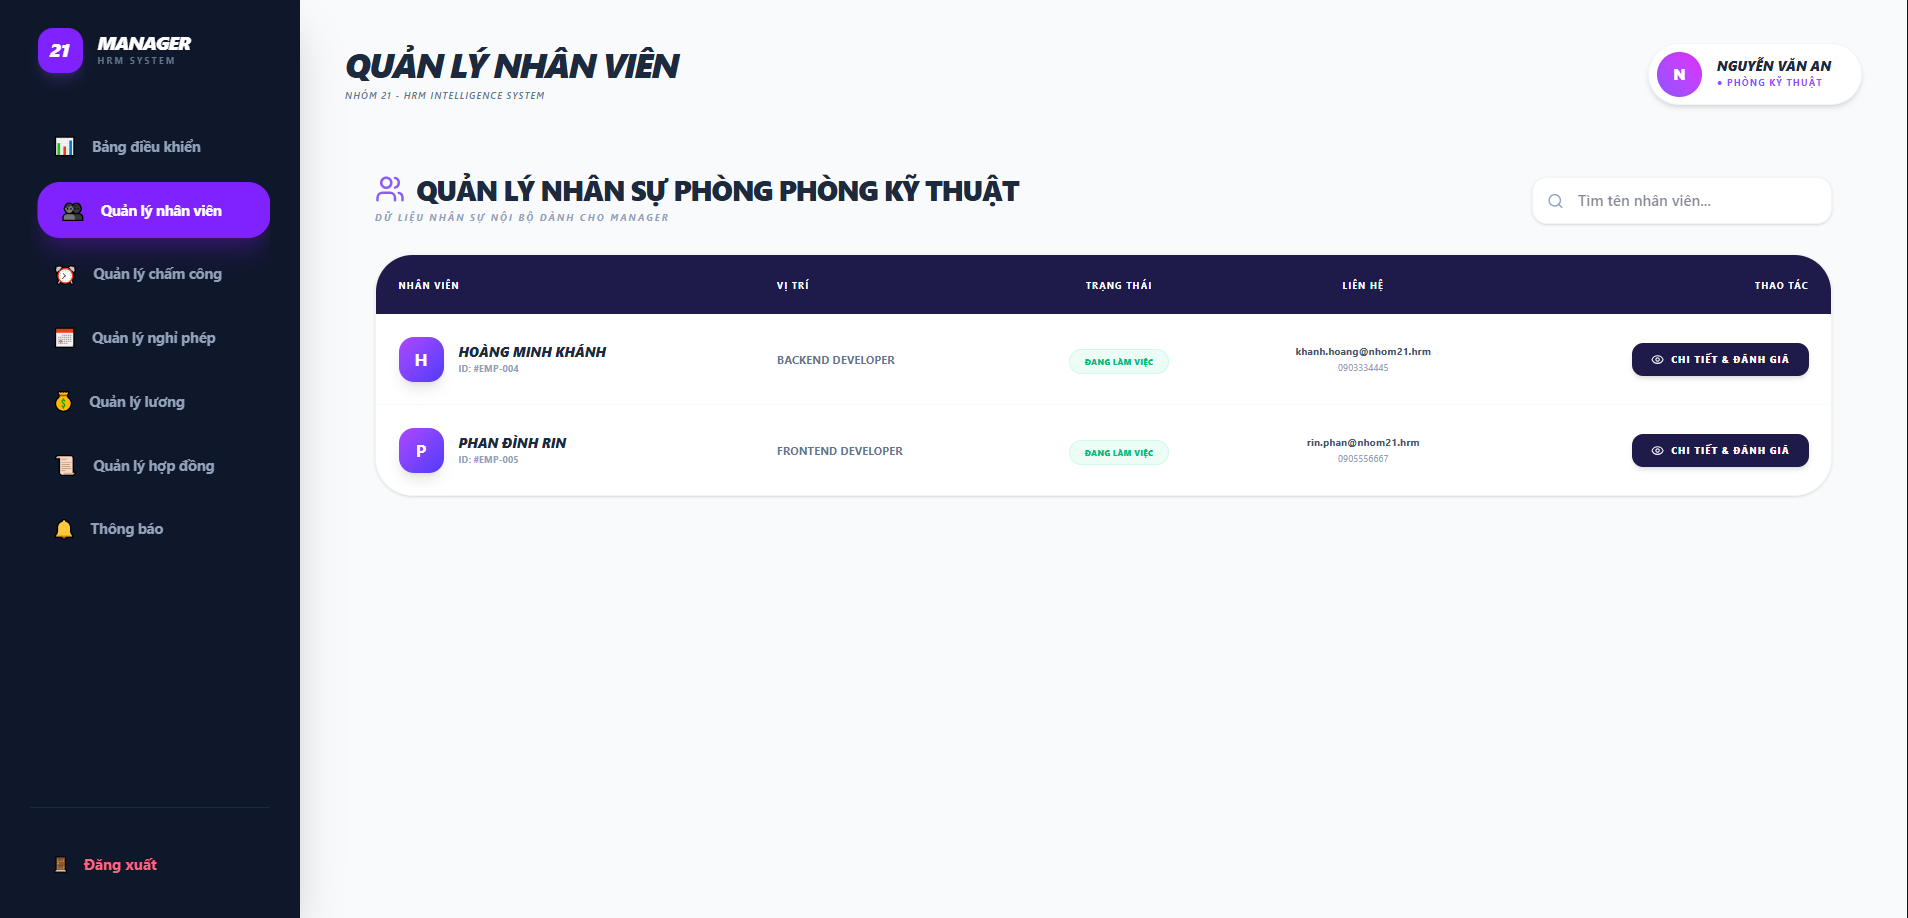 21
MANAGER
HRM SYSTEM
Bảng điều khiển
Quản lý nhân viên
Quản lý chấm công
Quản lý nghỉ phép
Quản lý lương
Quản lý hợp đồng
Thông báo
Đăng xuất
QUẢN LÝ NHÂN VIÊN
NHÓM 21 - HRM INTELLIGENCE SYSTEM
N
NGUYỄN VĂN AN
• PHÒNG KỸ THUẬT
QUẢN LÝ NHÂN SỰ PHÒNG PHÒNG KỸ THUẬT
DỮ LIỆU NHÂN SỰ NỘI BỘ DÀNH CHO MANAGER
Tìm tên nhân viên...
NHÂN VIÊN VỊ TRÍ TRẠNG THÁI LIÊN HỆ THAO TÁC
H
HOÀNG MINH KHÁNH
ID: #EMP-004
BACKEND DEVELOPER
ĐANG LÀM VIỆC
khanh.hoang@nhom21.hrm
0903334445
CHI TIẾT & ĐÁNH GIÁ
P
PHAN ĐÌNH RIN
ID: #EMP-005
FRONTEND DEVELOPER
ĐANG LÀM VIỆC
rin.phan@nhom21.hrm
0905556667
CHI TIẾT & ĐÁNH GIÁ